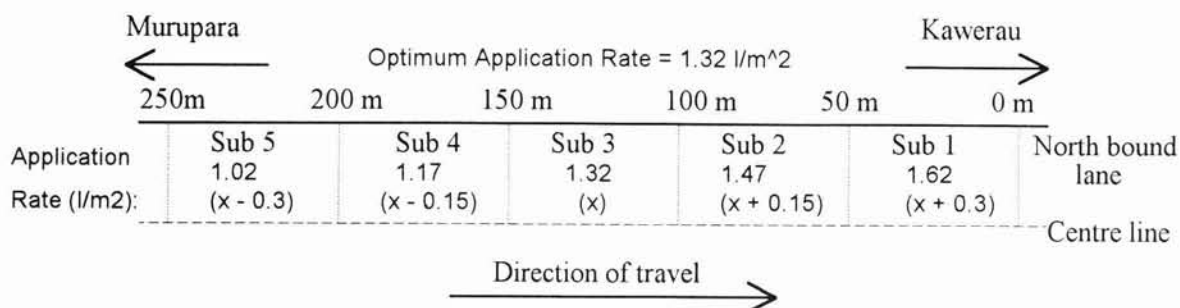 Murupara Kawerau
Optimum Application Rate = 1.32 l/m^2
250m 200 m 150 m 100 m 50 m 0 m
Sub 5 Sub 4 Sub 3 Sub 2 Sub 1 North bound
Application 1.02 1.17 1.32 1.47 1.62 lane
Rate (l/m2): (x - 0.3) (x - 0.15) (x) (x + 0.15) (x + 0.3)
Centre line
Direction of travel